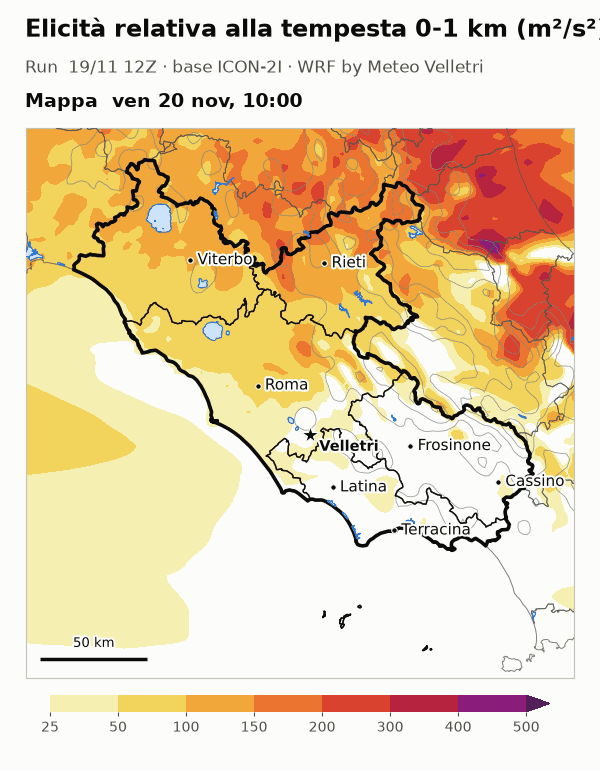 Elicità relativa alla tempesta 0-1 km (m²/s²)
Run  19/11 12Z · base ICON-2I · WRF by Meteo Velletri
Mappa  ven 20 nov, 10:00
Viterbo
Rieti
Roma
Velletri
Frosinone
Cassino
Latina
Terracina
50 km
25 50 100 150 200 300 400 500